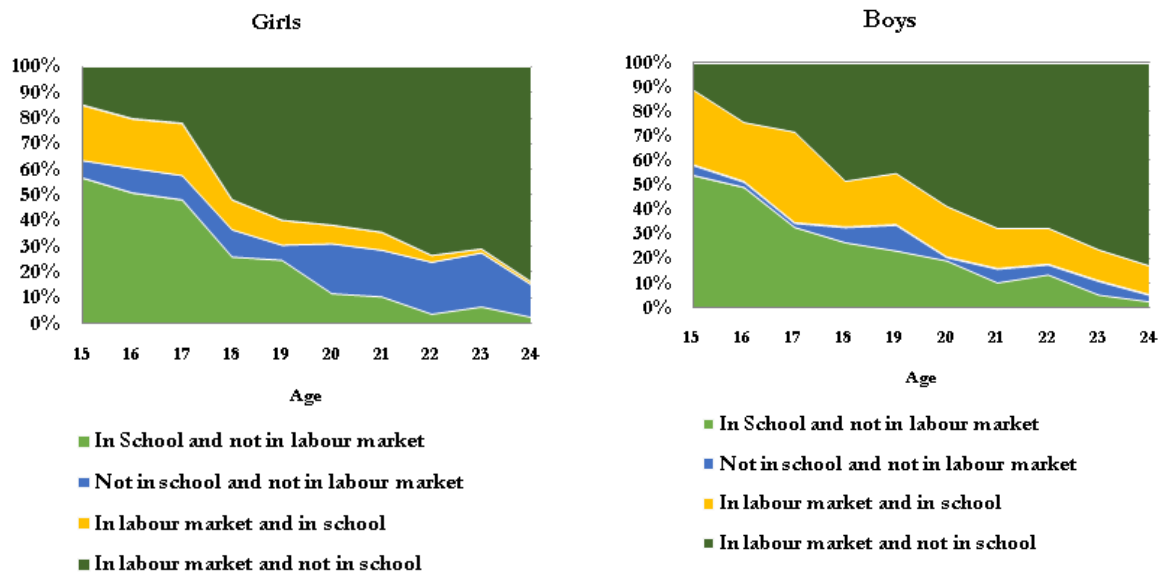 Girls
100%
90%
80%
70%
60%
50%
40%
30%
20%
10%
0%
15 16 17 18 19 20 21 22 23 24
Age
In School and not in labour market
Not in school and not in labour market
In labour market and in school
In labour market and not in school
Boys
100%
90%
80%
70%
60%
50%
40%
30%
20%
10%
0%
15 16 17 18 19 20 21 22 23 24
Age
In school and not in labour market
Not in school and not in labour market
In labour market and in school
In labour market and not in school